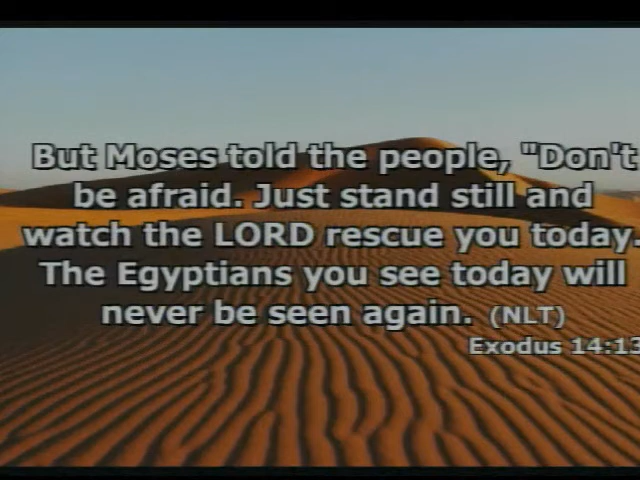 But Moses told the people, "Don't
be afraid. Just stand still and
watch the LORD rescue you today.
The Egyptians you see today will
never be seen again. (NLT)
Exodus 14:13